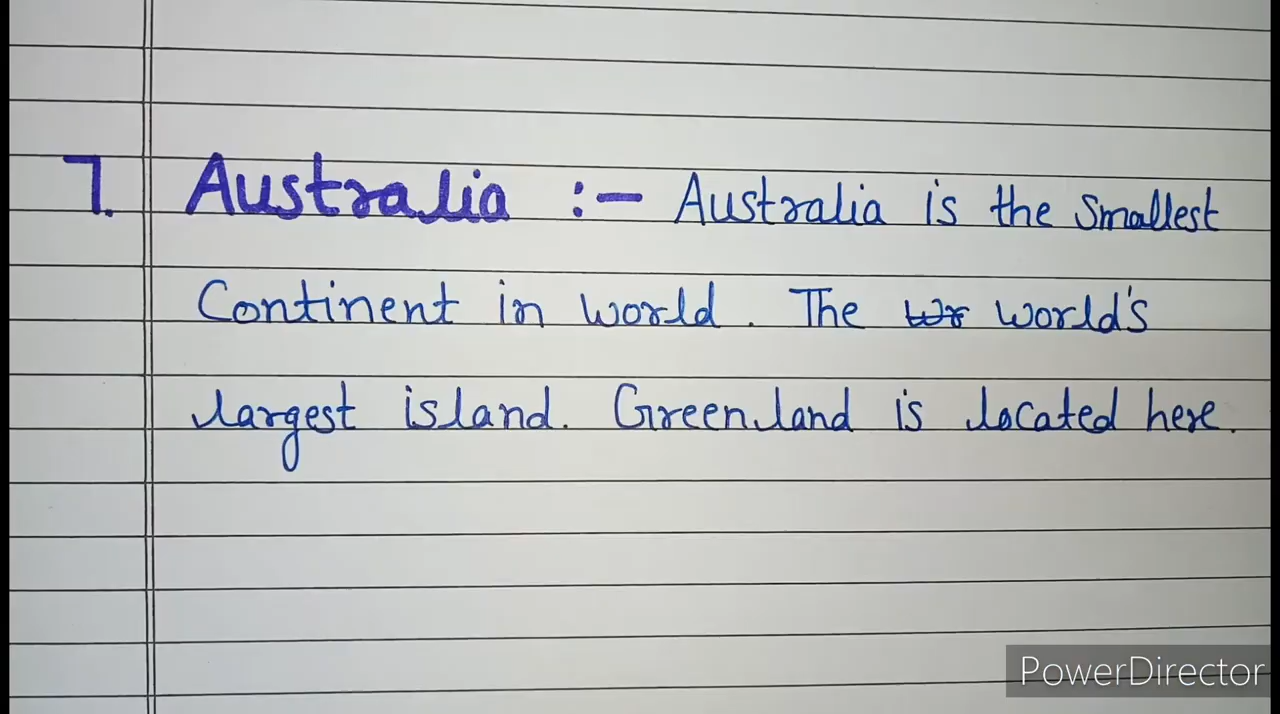 7. Australia :- Australia is the smallest
Continent in world. The wr world's
largest island. Greenland is located here.
PowerDirector